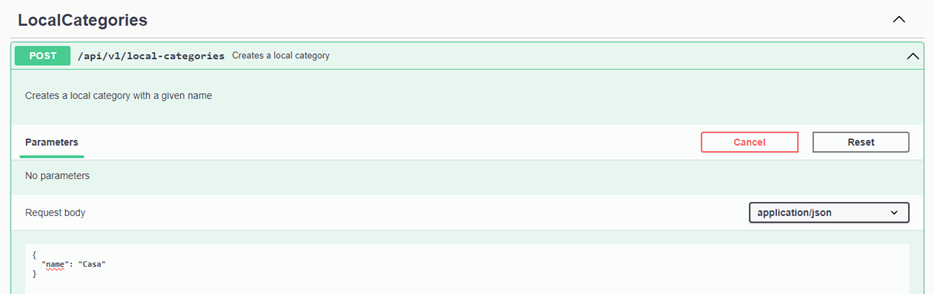 LocalCategories
POST /api/v1/local-categories Creates a local category
Creates a local category with a given name
Parameters Cancel Reset
No parameters
Request body application/json
{
"name": "Casa"
}